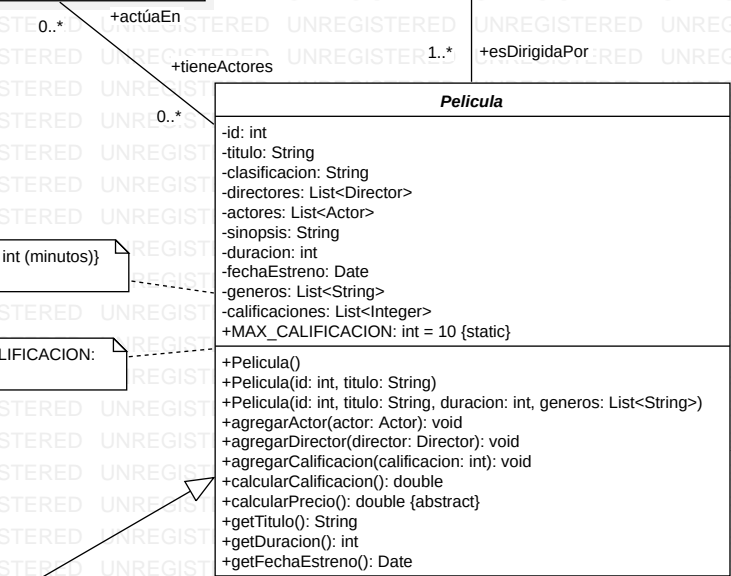 +actúaEn
0..*
+tieneActores
0..*
1..*
+esDirigidaPor
Pelicula
-id: int
-titulo: String
-clasificacion: String
-directores: List<Director>
-actores: List<Actor>
-sinopsis: String
-duracion: int
-fechaEstreno: Date
-generos: List<String>
-calificaciones: List<Integer>
+MAX_CALIFICACION: int = 10 {static}
int (minutos)}
LIFICACION:
+Pelicula()
+Pelicula(id: int, titulo: String)
+Pelicula(id: int, titulo: String, duracion: int, generos: List<String>)
+agregarActor(actor: Actor): void
+agregarDirector(director: Director): void
+agregarCalificacion(calificacion: int): void
+calcularCalificacion(): double
+calcularPrecio(): double {abstract}
+getTitulo(): String
+getDuracion(): int
+getFechaEstreno(): Date
UNREGISTERED